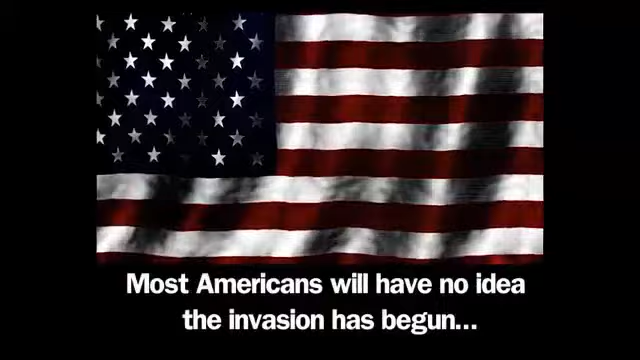 Most Americans will have no idea
the invasion has begun...